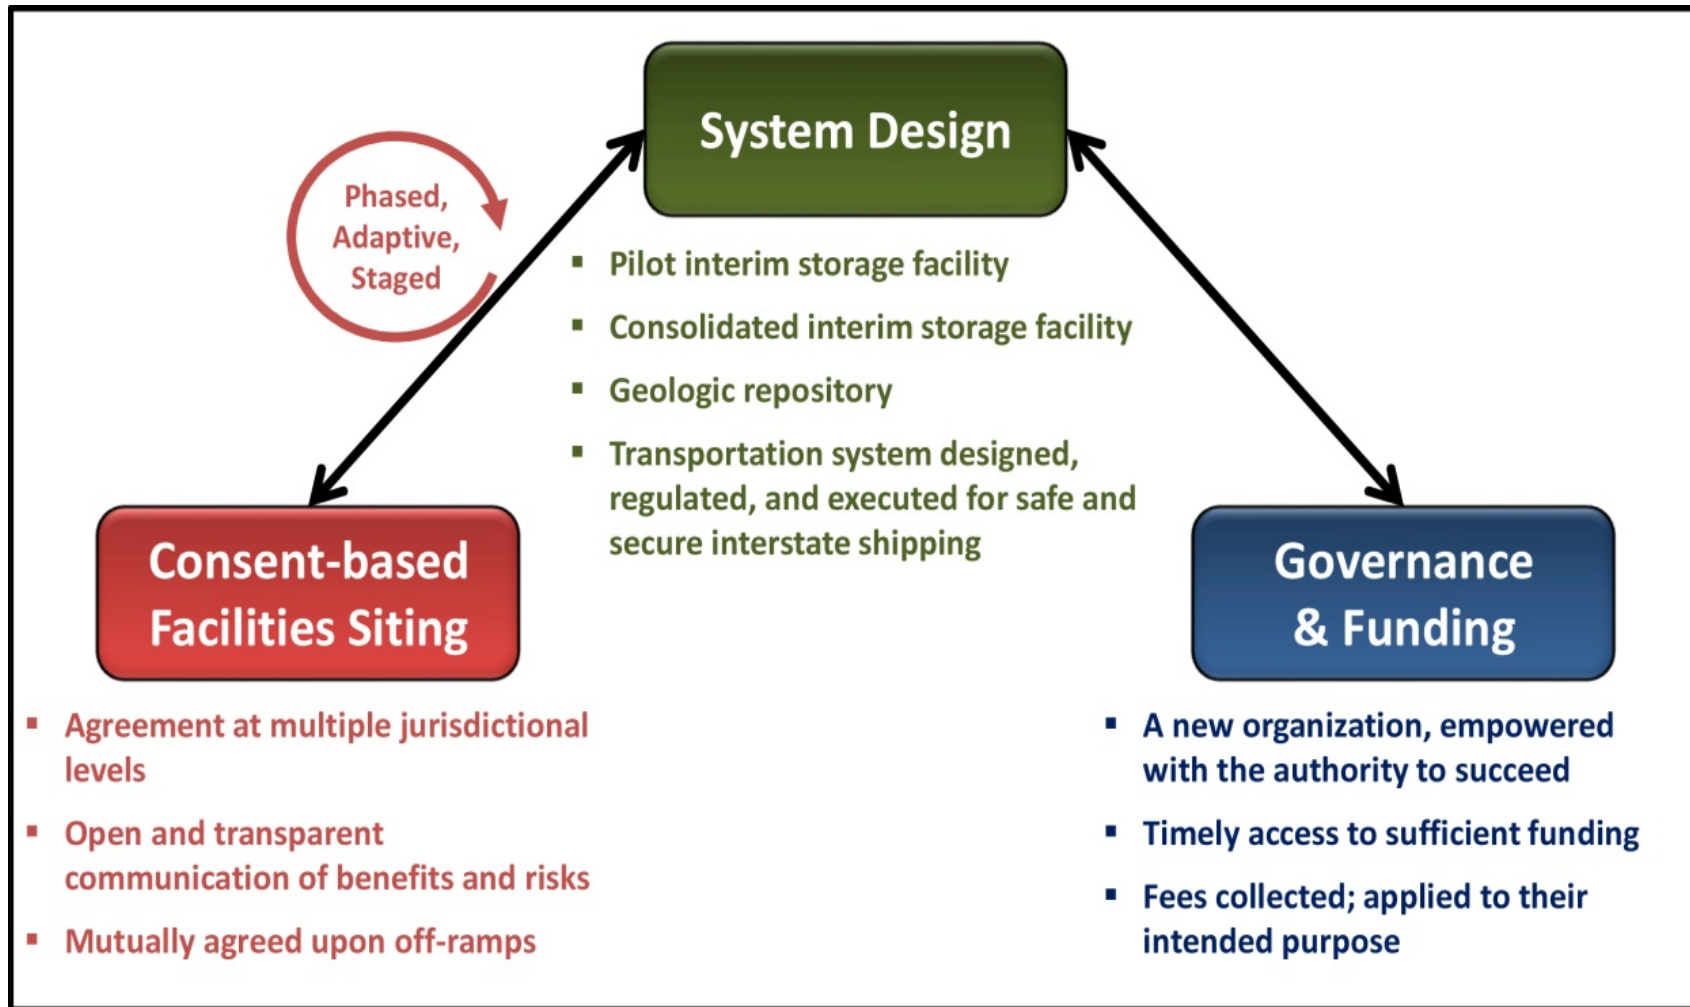 System Design
Phased,
Adaptive,
Staged
▪ Pilot interim storage facility
▪ Consolidated interim storage facility
▪ Geologic repository
▪ Transportation system designed,
regulated, and executed for safe and
secure interstate shipping
Consent-based
Facilities Siting
▪ Agreement at multiple jurisdictional
levels
▪ Open and transparent
communication of benefits and risks
▪ Mutually agreed upon off-ramps
Governance
& Funding
▪ A new organization, empowered
with the authority to succeed
▪ Timely access to sufficient funding
▪ Fees collected; applied to their
intended purpose